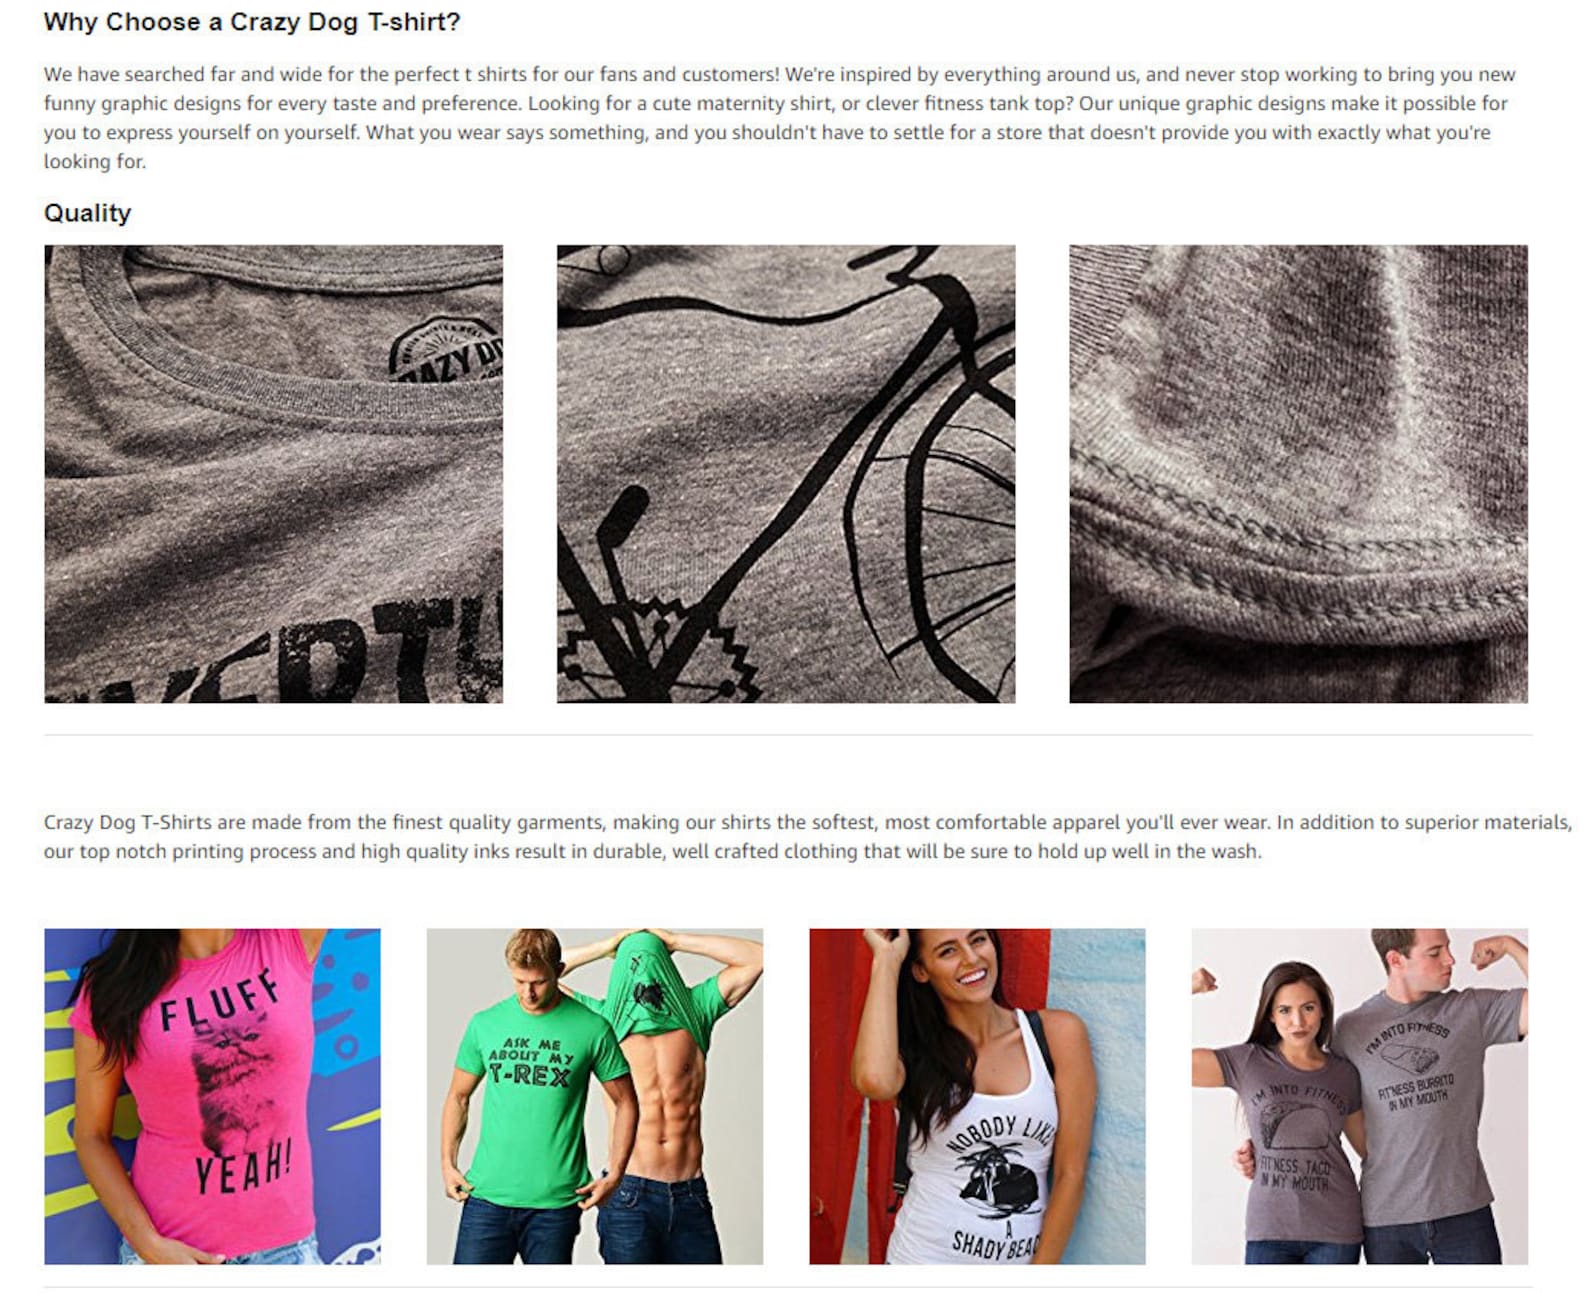 Why Choose a Crazy Dog T-shirt?
We have searched far and wide for the perfect t shirts for our fans and customers! We're inspired by everything around us, and never stop working to bring you new
funny graphic designs for every taste and preference. Looking for a cute maternity shirt, or clever fitness tank top? Our unique graphic designs make it possible for
you to express yourself on yourself. What you wear says something, and you shouldn't have to settle for a store that doesn't provide you with exactly what you're
looking for.
Quality
AZY DO
VERTU
Crazy Dog T-Shirts are made from the finest quality garments, making our shirts the softest, most comfortable apparel you'll ever wear. In addition to superior materials,
our top notch printing process and high quality inks result in durable, well crafted clothing that will be sure to hold up well in the wash.
FLUFF
YEAH!
ASK ME
ABOUT MY
T-REX
NOBODY LIKE
A
SHADY BEA
I'M INTO FITNESS
FITNESS TACO
IN MY MOUTH
I'M INTO FITNESS
FITNESS BURRITO
IN MY MOUTH